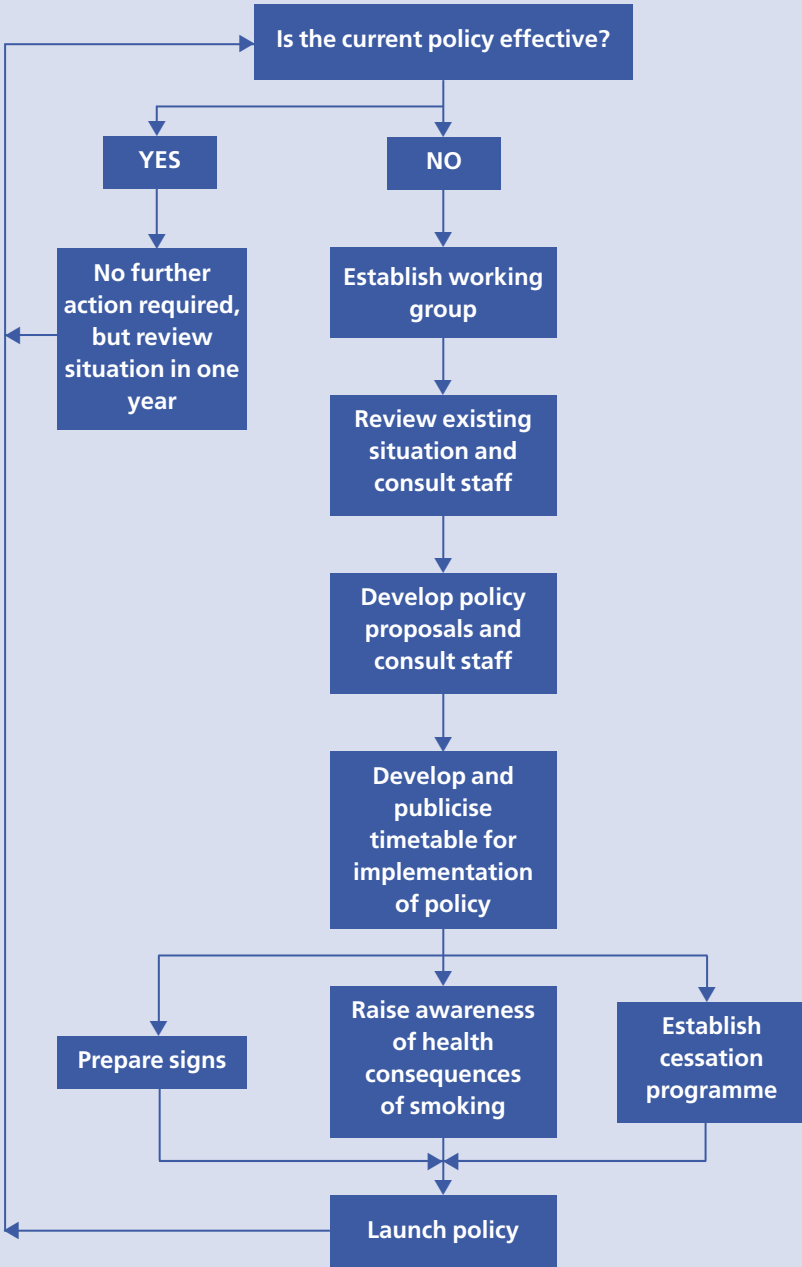 Is the current policy effective?
YES
NO
No further
action required,
but review
situation in one
year
Establish working
group
Review existing
situation and
consult staff
Develop policy
proposals and
consult staff
Develop and
publicise
timetable for
implementation
of policy
Prepare signs
Raise awareness
of health
consequences
of smoking
Establish
cessation
programme
Launch policy